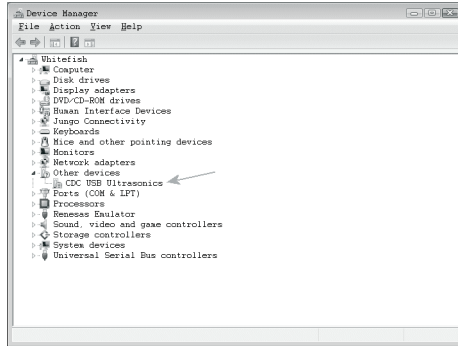 Device Manager
File Action View Help
Whitefish
Computer
Disk drives
Display adapters
DVD/CD-ROM drives
Human Interface Devices
Jungo Connectivity
Keyboards
Mice and other pointing devices
Monitors
Network adapters
Other devices
CDC USB Ultrasonics
Ports (COM & LPT)
Processors
Renesas Emulator
Sound, video and game controllers
Storage controllers
System devices
Universal Serial Bus controllers